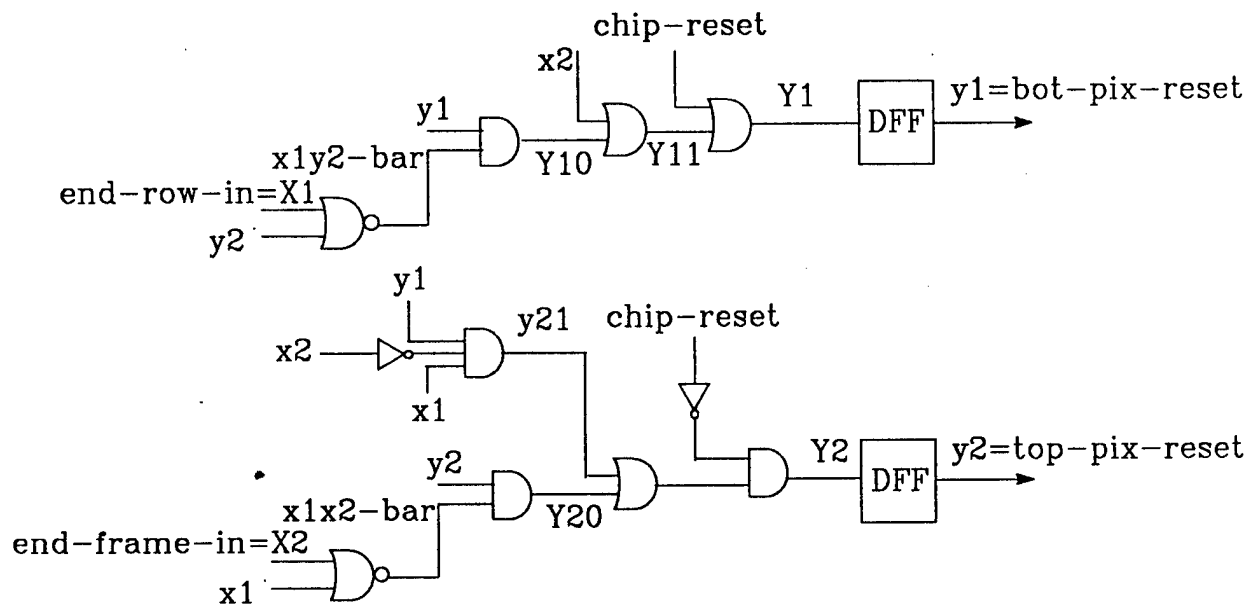 chip-reset
x2
y1
Y1
DFF
y1=bot-pix-reset
x1y2-bar
Y10
Y11
end-row-in=X1
y2
y1
y21
chip-reset
x2
x1
y2
Y2
DFF
y2=top-pix-reset
x1x2-bar
Y20
end-frame-in=X2
x1